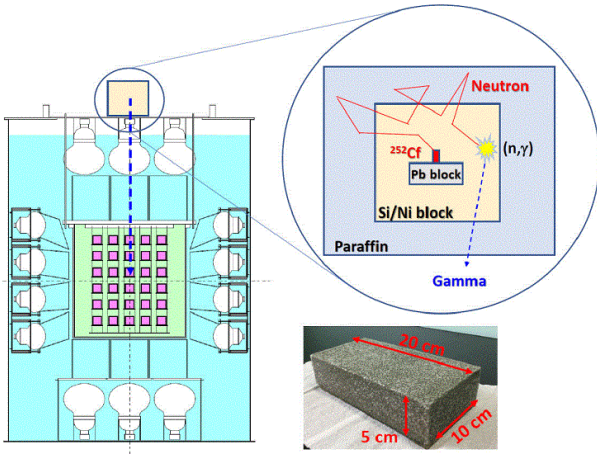 Neutron
²⁵²Cf
(n,γ)
Pb block
Si/Ni block
Paraffin
Gamma
20 cm
5 cm
10 cm